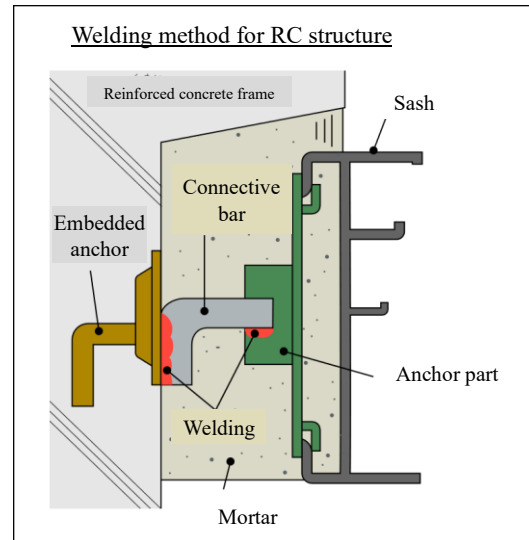 Welding method for RC structure
Reinforced concrete frame
Sash
Connective
bar
Embedded
anchor
Anchor part
Welding
Mortar